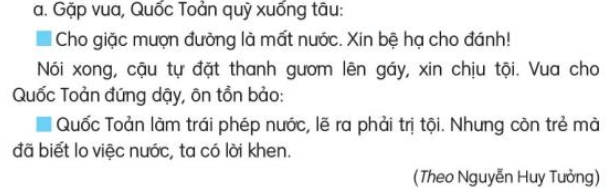 a. Gặp vua, Quốc Toản quỳ xuống tâu:
Cho giặc mượn đường là mất nước. Xin bệ hạ cho đánh!
Nói xong, cậu tự đặt thanh gươm lên gáy, xin chịu tội. Vua cho
Quốc Toản đứng dậy, ôn tồn bảo:
Quốc Toản làm trái phép nước, lẽ ra phải trị tội. Nhưng còn trẻ mà
đã biết lo việc nước, ta có lời khen.
(Theo Nguyễn Huy Tưởng)